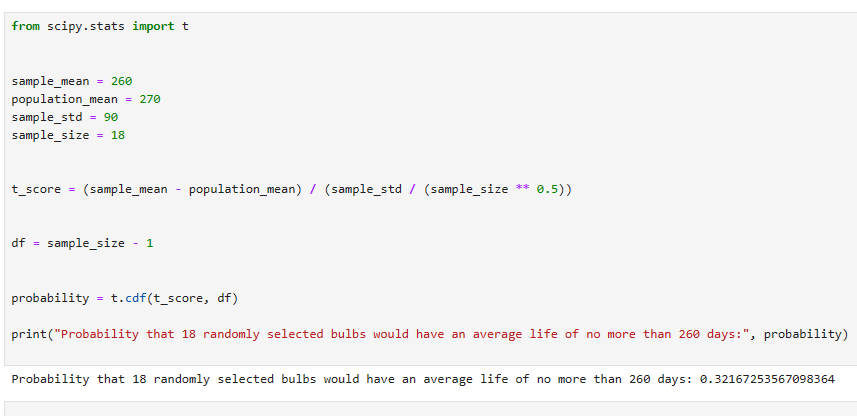 from scipy.stats import t
sample_mean = 260
population_mean = 270
sample_std = 90
sample_size = 18
t_score = (sample_mean - population_mean) / (sample_std / (sample_size ** 0.5))
df = sample_size - 1
probability = t.cdf(t_score, df)
print("Probability that 18 randomly selected bulbs would have an average life of no more than 260 days:", probability)
Probability that 18 randomly selected bulbs would have an average life of no more than 260 days: 0.32167253567098364